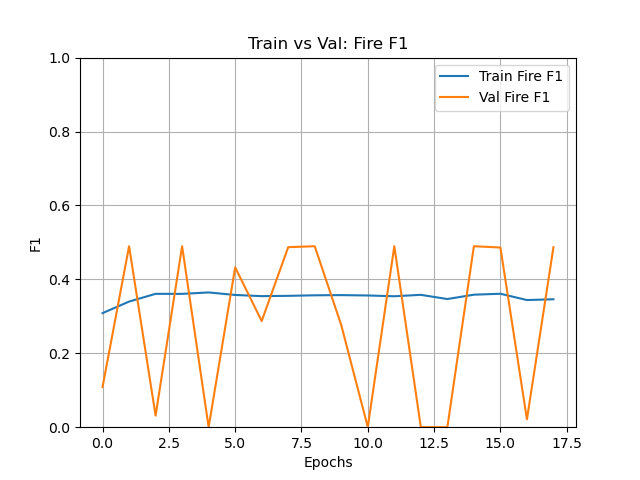 Train vs Val: Fire F1
1.0
0.8
0.6
0.4
0.2
0.0
F1
Train Fire F1
Val Fire F1
0.0 2.5 5.0 7.5 10.0 12.5 15.0 17.5
Epochs